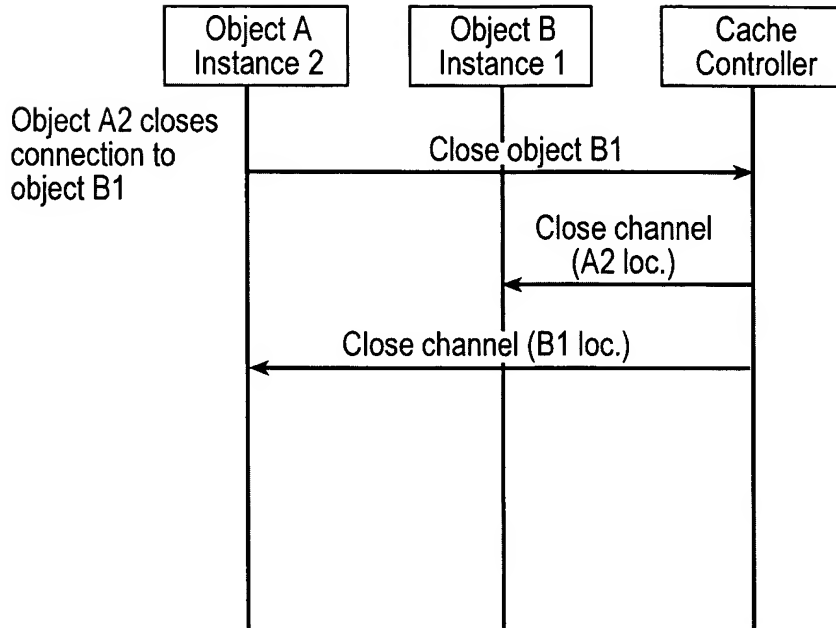 Object A
Instance 2
Object B
Instance 1
Cache
Controller
Object A2 closes
connection to
object B1
Close object B1
Close channel
(A2 loc.)
Close channel (B1 loc.)